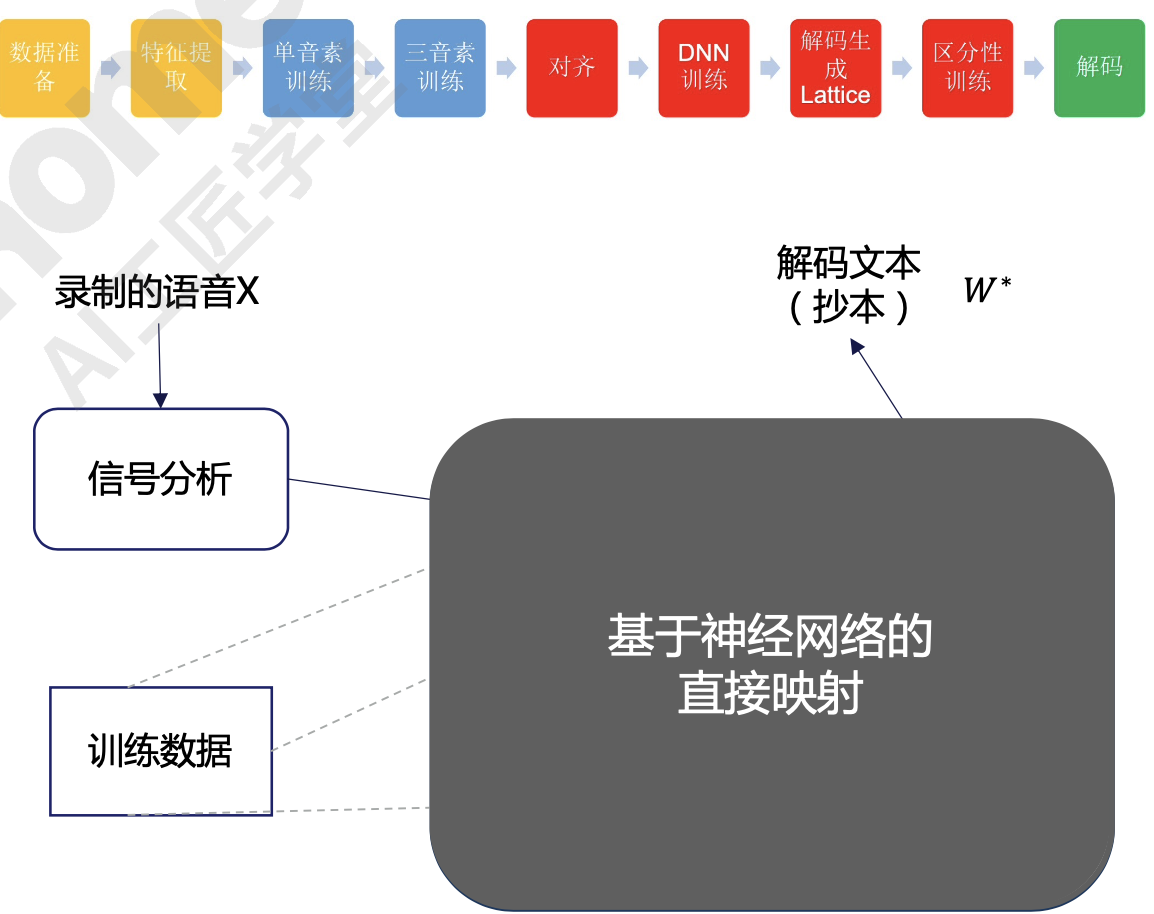 数据准
备
特征提
取
单音素
训练
三音素
训练
对齐
DNN
训练
解码生
成
Lattice
区分性
训练
解码
录制的语音X
解码文本
（抄本）
W*
信号分析
基于神经网络的
直接映射
训练数据
AI工匠学堂